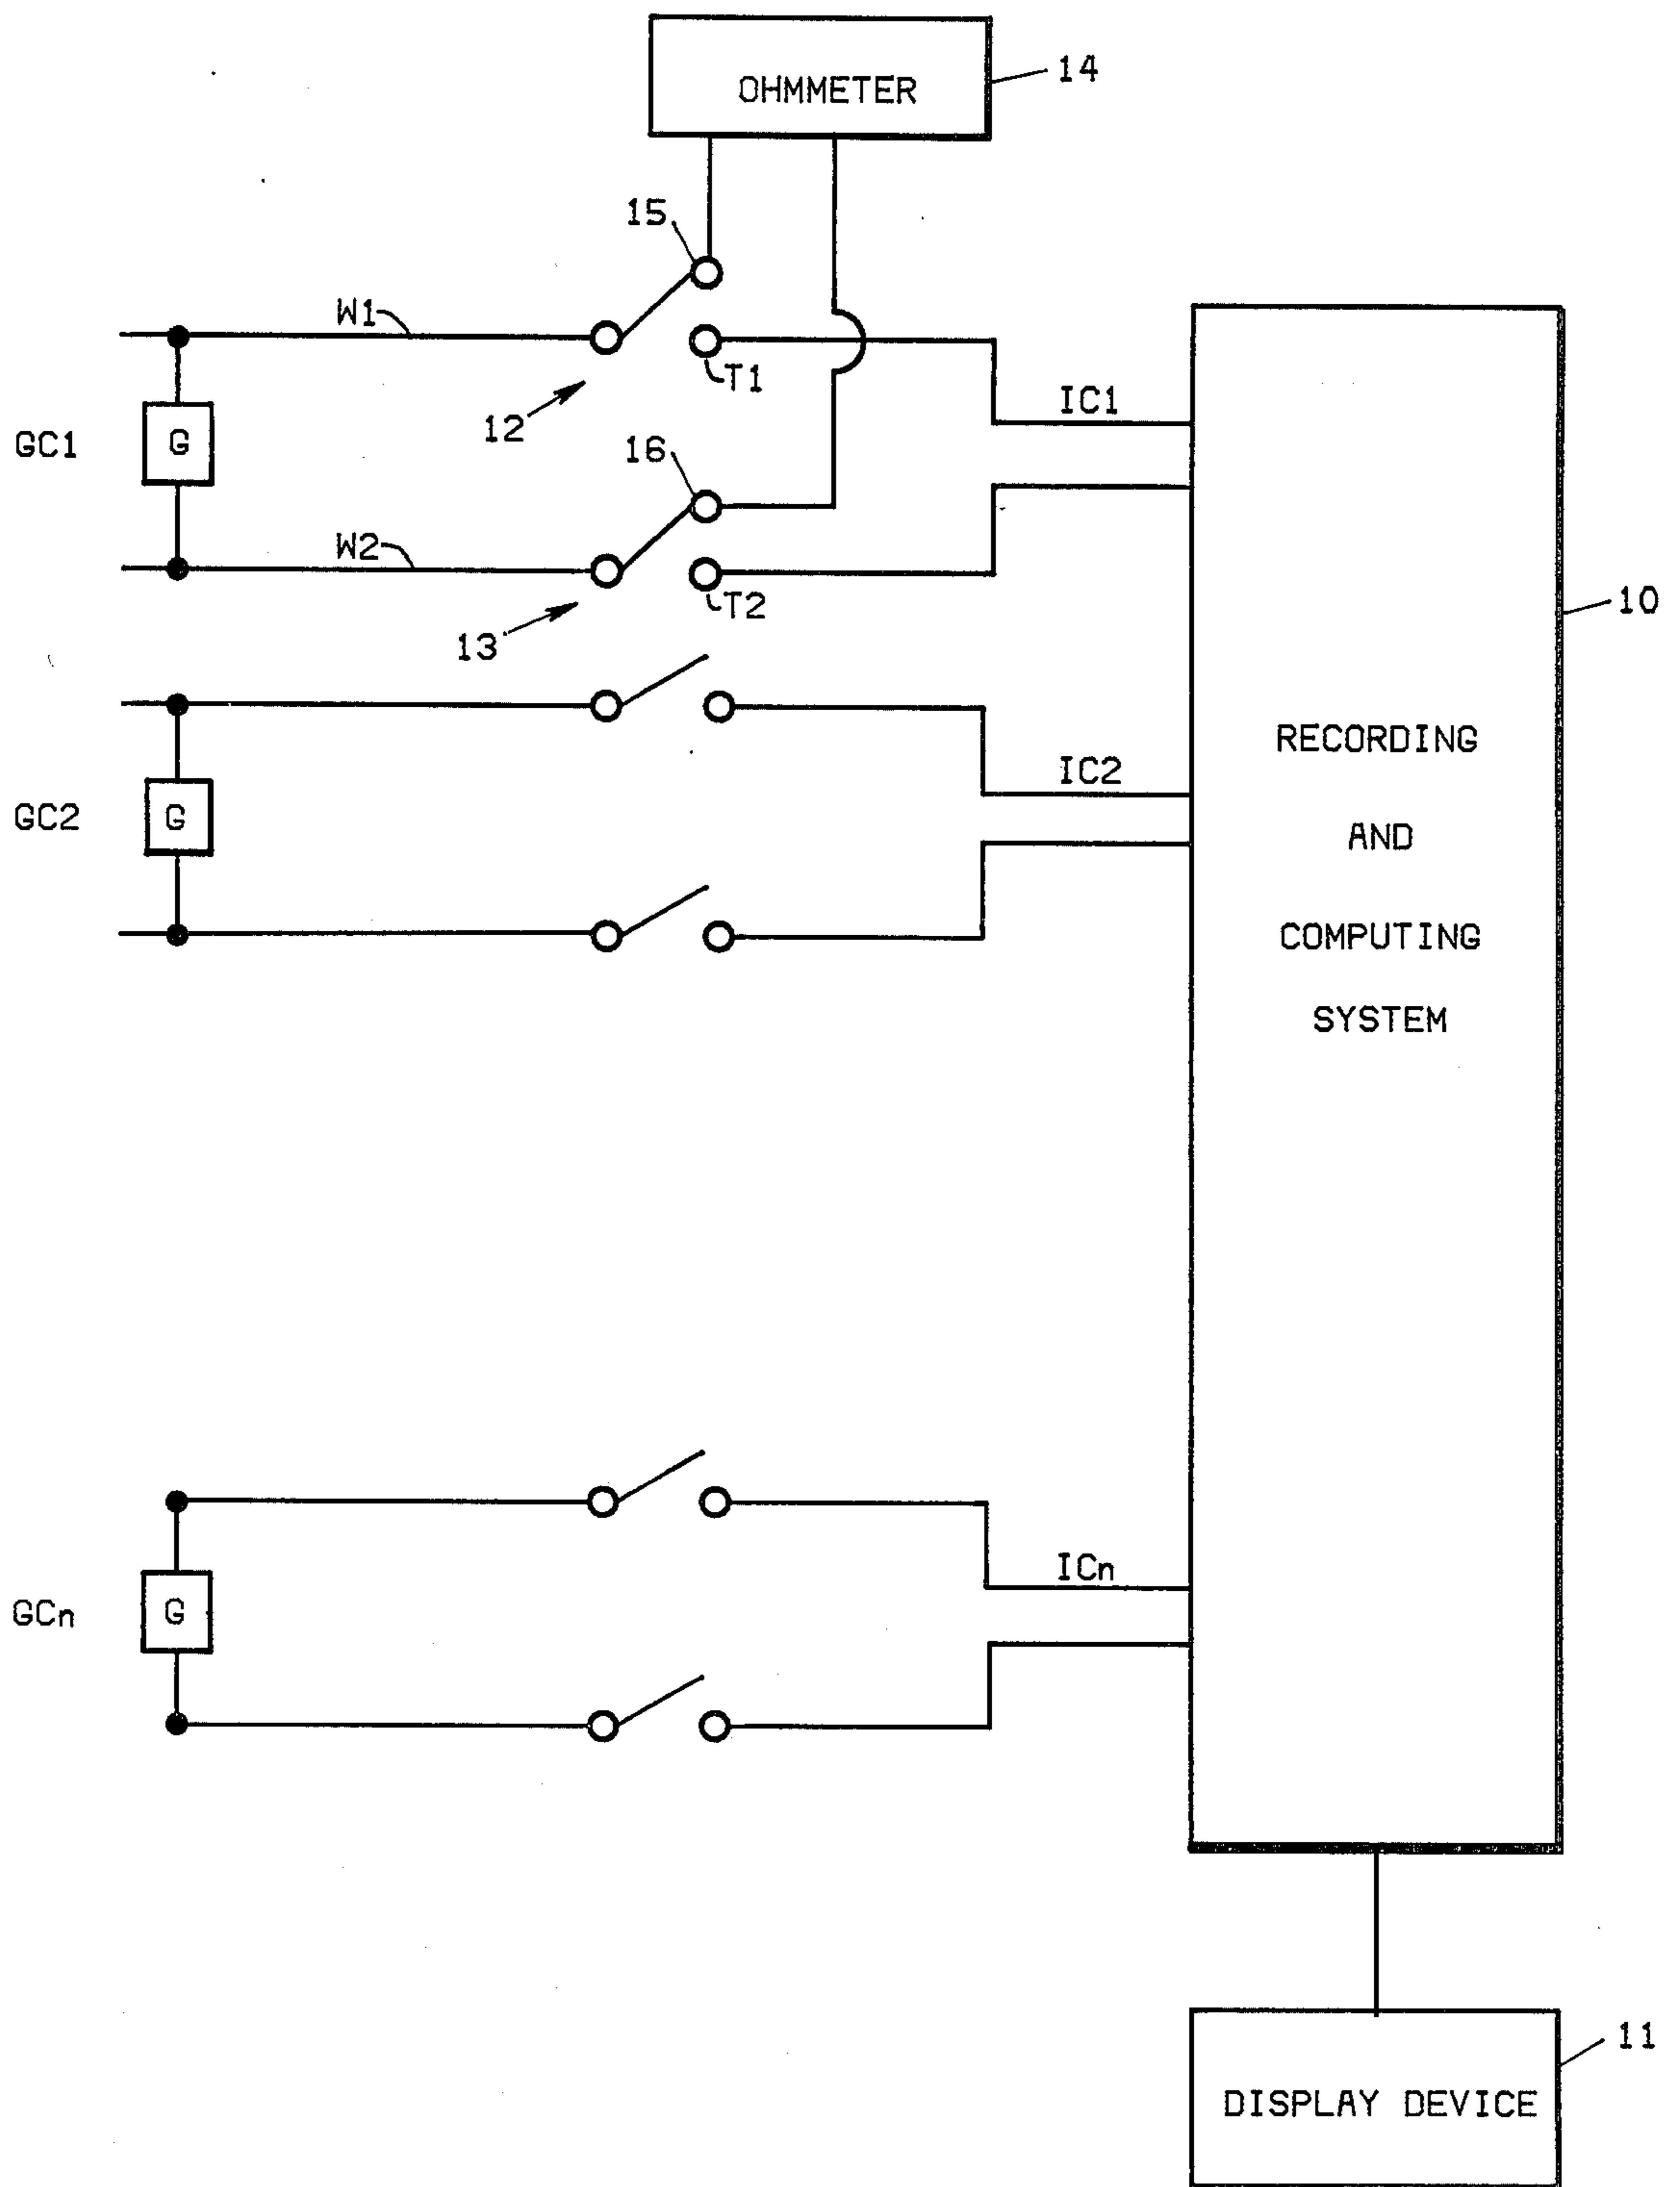 OHMMETER
14
15
W1
T1
12
IC1
GC1
G
16
W2
T2
13
10
RECORDING
AND
COMPUTING
SYSTEM
IC2
GC2
G
ICn
GCn
G
11
DISPLAY DEVICE